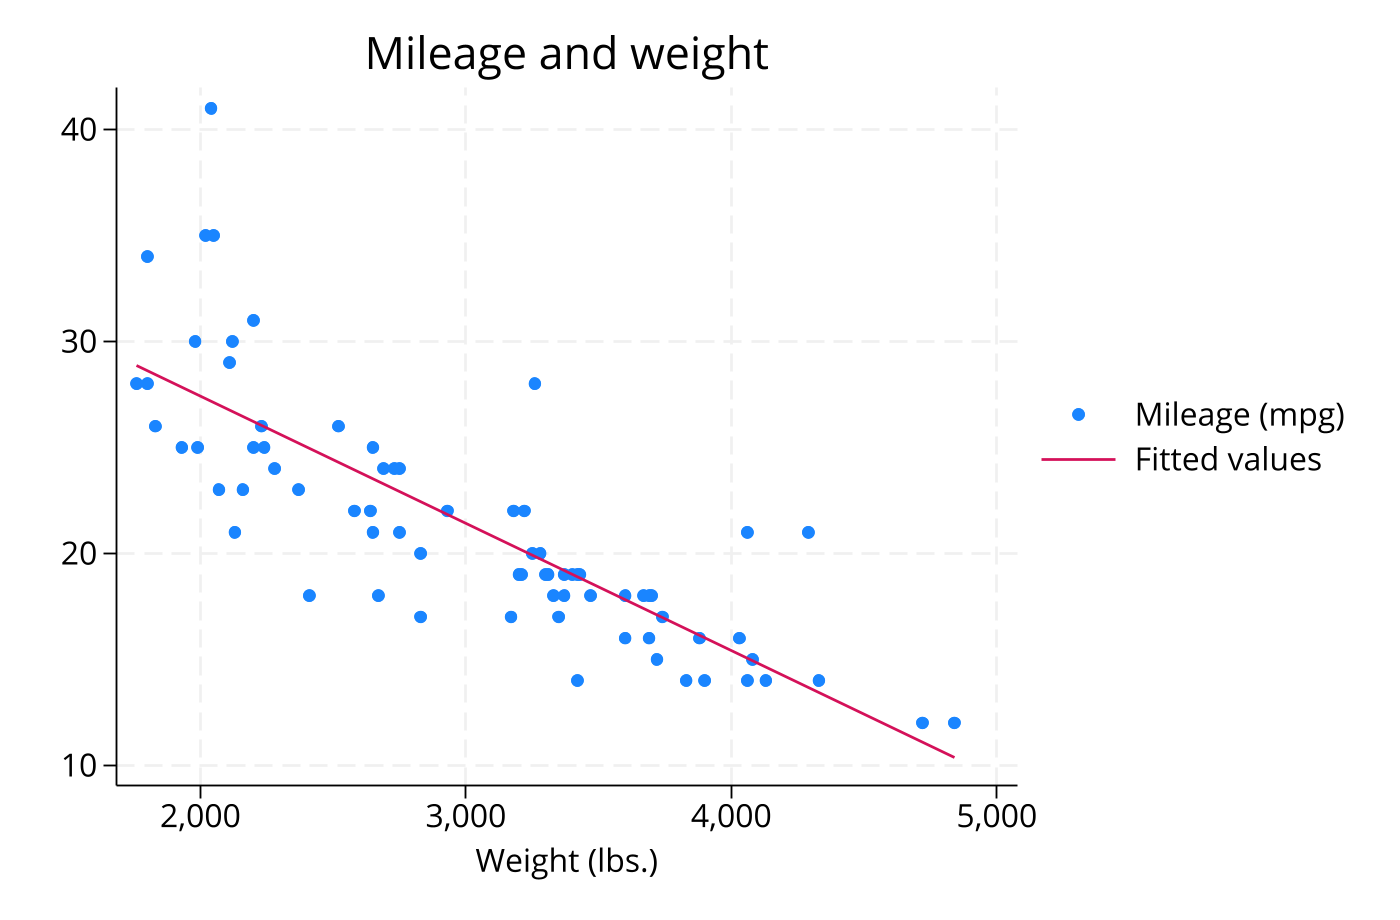 Mileage and weight
40
30
20
10
2,000 3,000 4,000 5,000
Weight (lbs.)
Mileage (mpg)
Fitted values